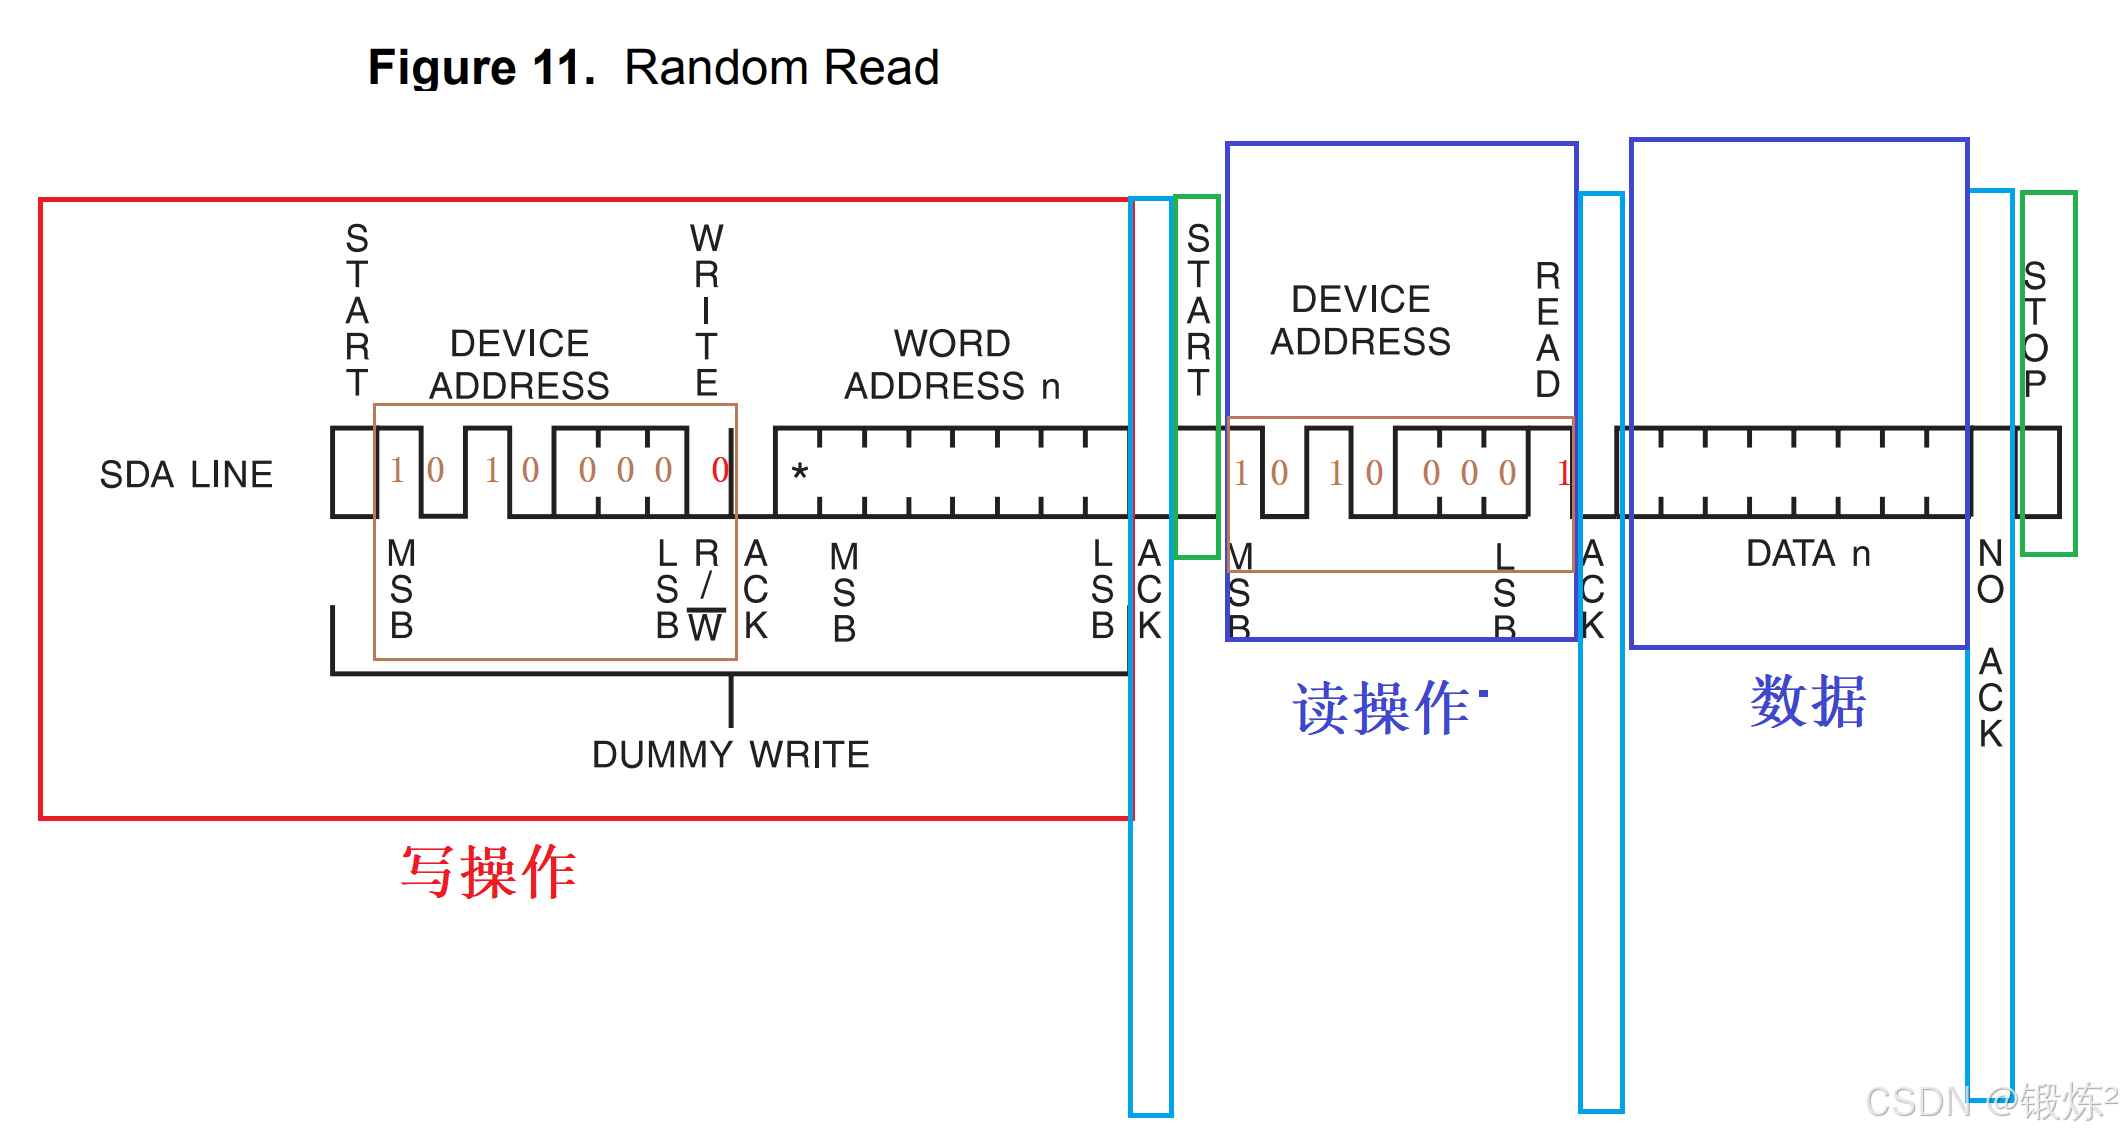 Figure 11. Random Read
START
WRITE
START
READ
STOP
DEVICE
ADDRESS
WORD
ADDRESS n
DEVICE
ADDRESS
SDA LINE
1 0 1 0 0 0 0 0
*
1 0 1 0 0 0 0 1
MSB
LSB
R/W
ACK
MSB
LSB
ACK
MSB
LSB
ACK
DATA n
NO ACK
DUMMY WRITE
读操作
数据
写操作
CSDN @锻炼2